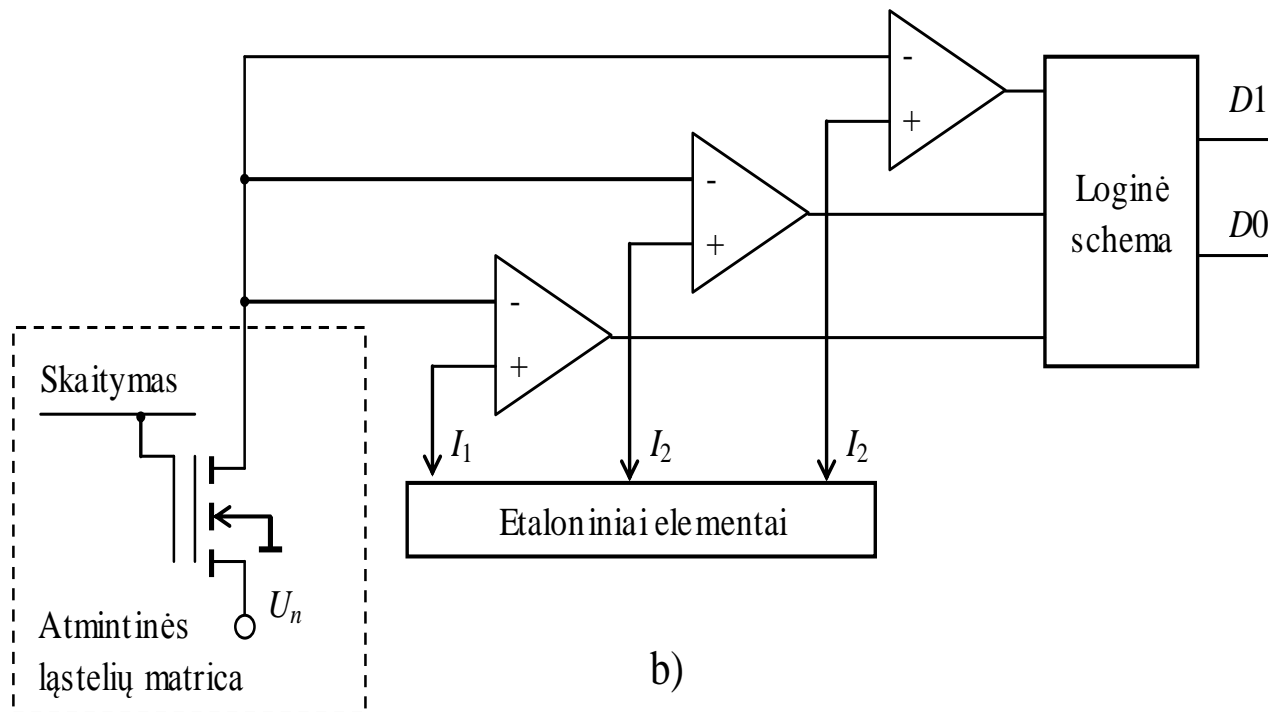 -
+
D1
-
+
Loginė
schema
D0
-
+
Skaitymas
I1
I2
I2
Etaloniniai elementai
Un
Atmintinės
ląstelių matrica
b)